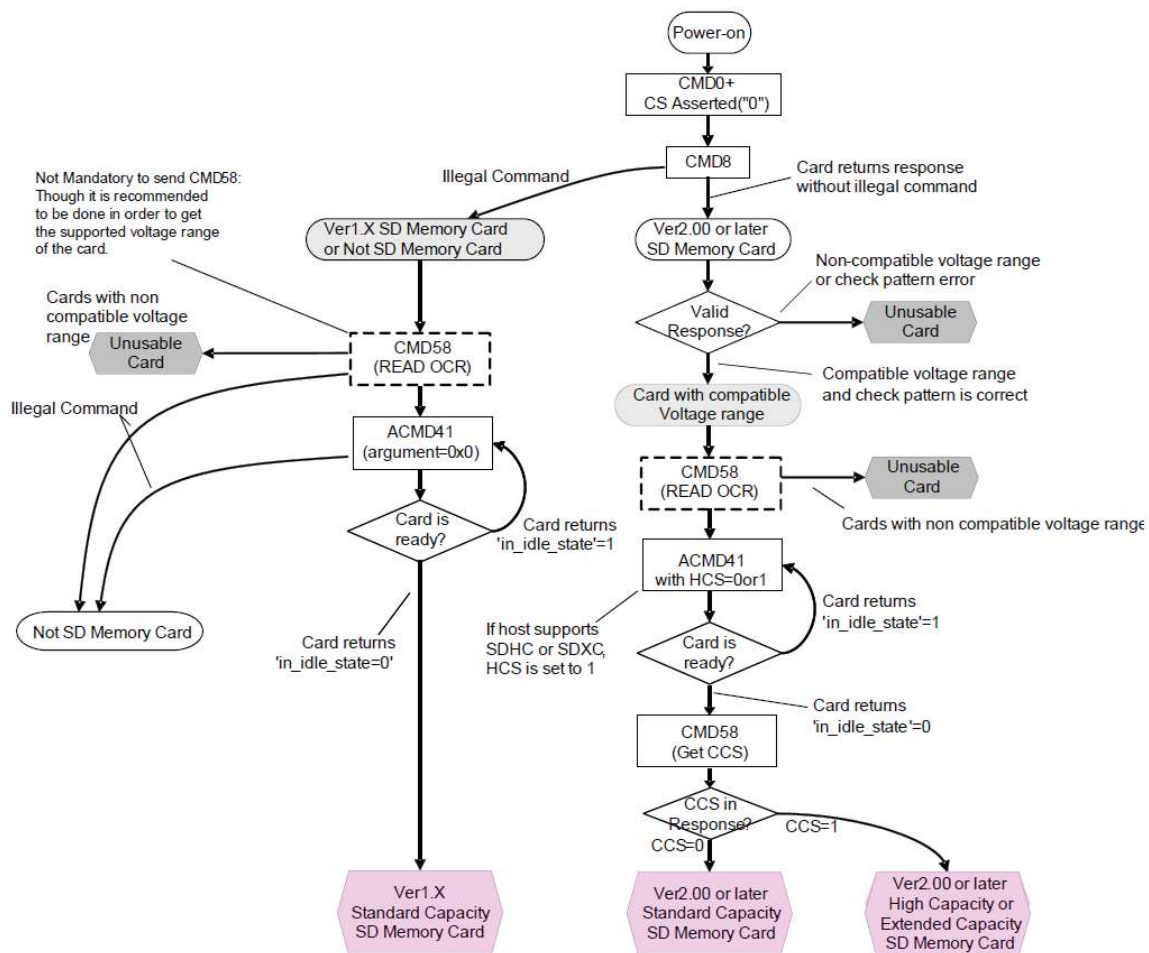 Power-on
CMD0+
CS Asserted("0")
CMD8
Illegal Command
Card returns response
without illegal command
Not Mandatory to send CMD58:
Though it is recommended
to be done in order to get
the supported voltage range
of the card.
Ver1.X SD Memory Card
or Not SD Memory Card
Ver2.00 or later
SD Memory Card
Non-compatible voltage range
or check pattern error
Cards with non
compatible voltage
range
Valid
Response?
Unusable
Card
Unusable
Card
CMD58
(READ OCR)
Compatible voltage range
and check pattern is correct
Card with compatible
Voltage range
Illegal Command
ACMD41
(argument=0x0)
CMD58
(READ OCR)
Unusable
Card
Card is
ready?
Card returns
'in_idle_state'=1
Cards with non compatible voltage range
ACMD41
with HCS=0or1
Card returns
'in_idle_state'=1
Not SD Memory Card
If host supports
SDHC or SDXC,
HCS is set to 1
Card is
ready?
Card returns
'in_idle_state=0'
Card returns
'in_idle_state'=0
CMD58
(Get CCS)
CCS in
Response?
CCS=0
CCS=1
Ver1.X
Standard Capacity
SD Memory Card
Ver2.00 or later
Standard Capacity
SD Memory Card
Ver2.00 or later
High Capacity or
Extended Capacity
SD Memory Card